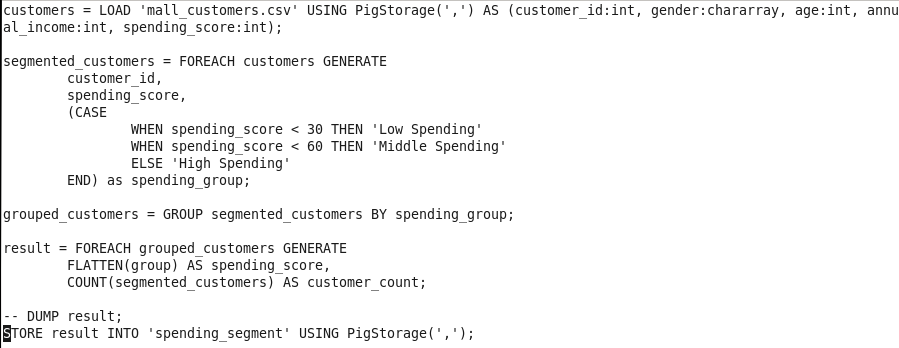 customers = LOAD 'mall_customers.csv' USING PigStorage(',') AS (customer_id:int, gender:chararray, age:int, annu
al_income:int, spending_score:int);
segmented_customers = FOREACH customers GENERATE
customer_id,
spending_score,
(CASE
WHEN spending_score < 30 THEN 'Low Spending'
WHEN spending_score < 60 THEN 'Middle Spending'
ELSE 'High Spending'
END) as spending_group;
grouped_customers = GROUP segmented_customers BY spending_group;
result = FOREACH grouped_customers GENERATE
FLATTEN(group) AS spending_score,
COUNT(segmented_customers) AS customer_count;
-- DUMP result;
STORE result INTO 'spending_segment' USING PigStorage(',');